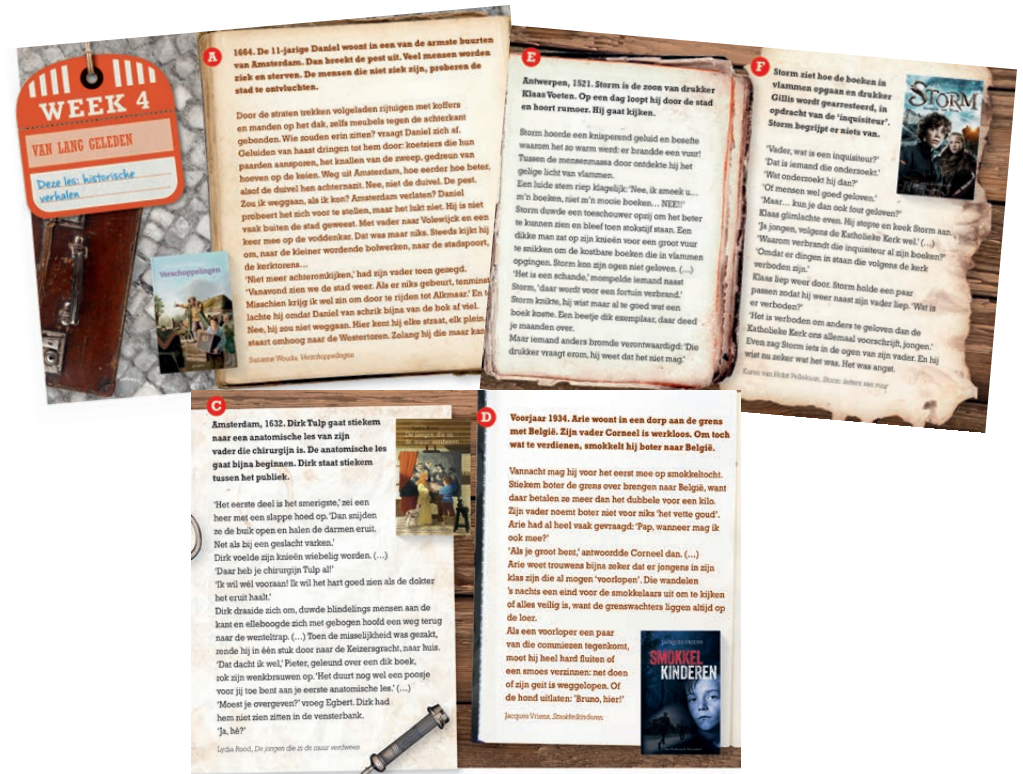 WEEK 4
VAN LANG GELEDEN
Deze les: historische
verhalen
Verschoppelingen
A
1664. De 11-jarige Daniel woont in een van de armste buurten
van Amsterdam. Dan breekt de pest uit. Veel mensen worden
ziek en sterven. De mensen die niet ziek zijn, proberen de
stad te ontvluchten.
Door de straten trekken volgeladen rijtuigen met koffers
en manden op het dak, zelfs meubels tegen de achterkant
gebonden. Wie zouden erin zitten? vraagt Daniel zich af.
Geluiden van haast dringen tot hem door: koetsiers die hun
paarden aansporen, het knallen van de zweep, gedreun van
hoeven op de keien. Weg uit Amsterdam, hoe eerder hoe beter,
alsof de duivel hen achternazit. Nee, niet de duivel. De pest.
Zou ik weggaan, als ik kon? Amsterdam verlaten? Daniel
probeert het zich voor te stellen, maar het lukt niet. Hij is niet
vaak buiten de stad geweest. Met vader naar Volewijck en een
keer mee op de voddenkar. Dat was maar niks. Steeds kijkt hij
om, naar de kleiner wordende bolwerken, naar de stadspoort,
de kerktorens...
'Niet meer achteromkijken,' had zijn vader toen gezegd.
'Vanavond zien we de stad weer. Als er niks gebeurt, tenminst
Misschien krijg ik wel zin om door te rijden tot Alkmaar.' En to
lachte hij omdat Daniel van schrik bijna van de bok af viel.
Nee, hij zou niet weggaan. Hier kent hij elke straat, elk plein,
staart omhoog naar de Westertoren. Zolang hij die maar kan
Suzanne Wouda, Verschoppelingen
E
Antwerpen, 1521. Storm is de zoon van drukker
Klaas Voeten. Op een dag loopt hij door de stad
en hoort rumoer. Hij gaat kijken.
Storm hoorde een knisperend geluid en besefte
waarom het zo warm werd: er brandde een vuur!
Tussen de mensenmassa door ontdekte hij het
gelige licht van vlammen.
Een luide stem riep klagelijk: 'Nee, ik smeek u...
m'n boeken, niet m'n mooie boeken... NEE!!'
Storm duwde een toeschouwer opzij om het beter
te kunnen zien en bleef toen stokstijf staan. Een
dikke man zat op zijn knieën voor een groot vuur
te snikken om de kostbare boeken die in vlammen
opgingen. Storm kon zijn ogen niet geloven. (...)
'Het is een schande,' mompelde iemand naast
Storm, 'daar wordt voor een fortuin verbrand.'
Storm knikte, hij wist maar al te goed wat een
boek kostte. Een beetje dik exemplaar, daar deed
je maanden over.
Maar iemand anders bromde verontwaardigd: 'Die
drukker vraagt erom, hij weet dat het niet mag.'
F
Storm ziet hoe de boeken in
vlammen opgaan en drukker
Gillis wordt gearresteerd, in
opdracht van de 'inquisiteur'.
Storm begrijpt er niets van.
STORM
'Vader, wat is een inquisiteur?'
'Dat is iemand die onderzoekt.'
'Wat onderzoekt hij dan?'
'Of mensen wel goed geloven.'
'Maar... kun je dan ook fout geloven?'
Klaas glimlachte even. Hij stopte en keek Storm aan.
'Ja jongen, volgens de Katholieke Kerk wel.' (...)
'Waarom verbrandt die inquisiteur al zijn boeken?'
'Omdat er dingen in staan die volgens de kerk
verboden zijn.'
Klaas liep weer door. Storm holde een paar
passen zodat hij weer naast zijn vader liep. 'Wat is
er verboden?'
'Het is verboden om anders te geloven dan de
Katholieke Kerk ons allemaal voorschrijft, jongen.'
Even zag Storm iets in de ogen van zijn vader. En hij
wist nu zeker wat het was. Het was angst.
Karen van Holst Pellekaan, Storm: letters van vuur
C
Amsterdam, 1632. Dirk Tulp gaat stiekem
naar een anatomische les van zijn
vader die chirurgijn is. De anatomische les
gaat bijna beginnen. Dirk staat stiekem
tussen het publiek.
De jongen die in
de muur verdween
'Het eerste deel is het smerigste,' zei een
heer met een slappe hoed op. 'Dan snijden
ze de buik open en halen de darmen eruit.
Net als bij een geslacht varken.'
Dirk voelde zijn knieën wiebelig worden. (...)
'Daar heb je chirurgijn Tulp al!'
'Ik wil wèl vooraan! Ik wil het hart goed zien als de dokter
het eruit haalt.'
Dirk draaide zich om, duwde blindelings mensen aan de
kant en elleboogde zich met gebogen hoofd een weg terug
naar de wenteltrap. (...) Toen de misselijkheid was gezakt,
rende hij in één stuk door naar de Keizersgracht, naar huis.
'Dat dacht ik wel,' Pieter, geleund over een dik boek,
rok zijn wenkbrauwen op. 'Het duurt nog wel een poosje
voor jij toe bent aan je eerste anatomische les.' (...)
'Moest je overgeven?' vroeg Egbert. Dirk had
hem niet zien zitten in de vensterbank.
'Ja, hè?'
Lydia Rood, De jongen die in de muur verdween
D
Voorjaar 1934. Arie woont in een dorp aan de grens
met België. Zijn vader Corneel is werkloos. Om toch
wat te verdienen, smokkelt hij boter naar België.
Vannacht mag hij voor het eerst mee op smokkeltocht.
Stiekem boter de grens over brengen naar België, want
daar betalen ze meer dan het dubbele voor een kilo.
Zijn vader noemt boter niet voor niks 'het vette goud'.
Arie had al heel vaak gevraagd: 'Pap, wanneer mag ik
ook mee?'
'Als je groot bent,' antwoordde Corneel dan. (...)
Arie weet trouwens bijna zeker dat er jongens in zijn
klas zijn die al mogen 'voorlopen'. Die wandelen
's nachts een eind voor de smokkelaars uit om te kijken
of alles veilig is, want de grenswachters liggen altijd op
de loer.
Als een voorloper een paar
van die commiezen tegenkomt,
moet hij heel hard fluiten of
een smoes verzinnen: net doen
of zijn geit is weggelopen. Of
de hond uitlaten: 'Bruno, hier!'
Jacques Vriens, Smokkelkinderen
JACQUES VRIENS
SMOKKEL
KINDEREN